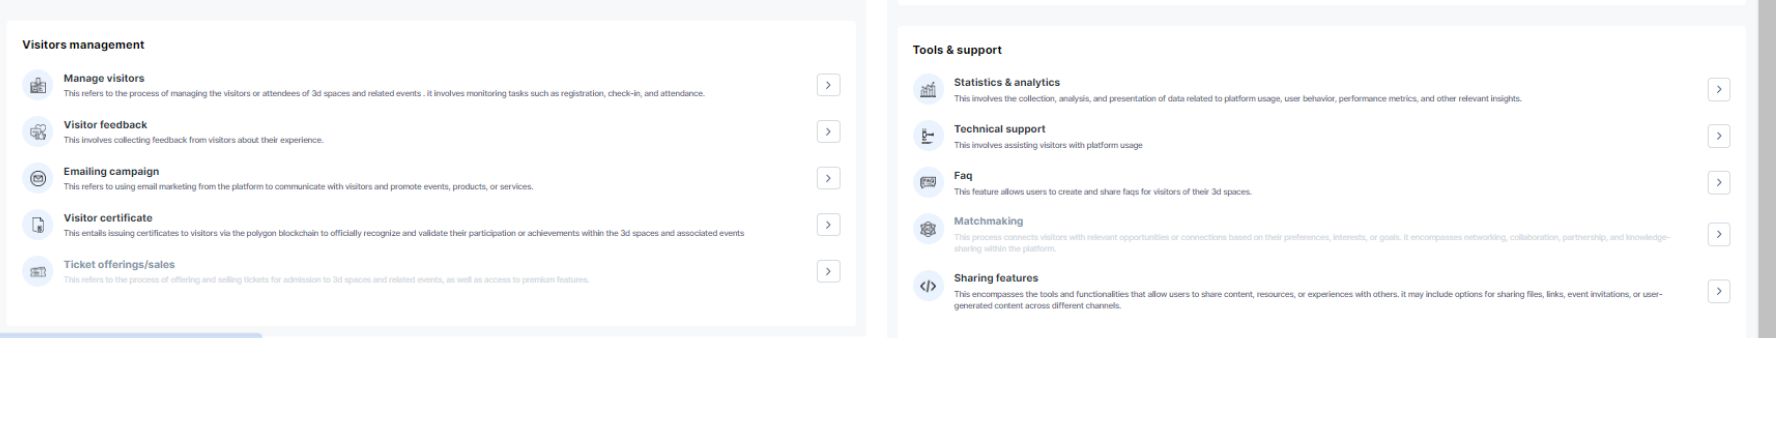 Visitors management
Manage visitors
This refers to the process of managing the visitors or attendees of 3d spaces and related events . it involves monitoring tasks such as registration, check-in, and attendance.
Visitor feedback
This involves collecting feedback from visitors about their experience.
Emailing campaign
This refers to using email marketing from the platform to communicate with visitors and promote events, products, or services.
Visitor certificate
This entails issuing certificates to visitors via the polygon blockchain to officially recognize and validate their participation or achievements within the 3d spaces and associated events
Ticket offerings/sales
This refers to the process of offering and selling tickets for admission to 3d spaces and related events, as well as access to premium features.
Tools & support
Statistics & analytics
This involves the collection, analysis, and presentation of data related to platform usage, user behavior, performance metrics, and other relevant insights.
Technical support
This involves assisting visitors with platform usage
FAQ
Faq
This feature allows users to create and share faqs for visitors of their 3d spaces.
Matchmaking
This process connects visitors with relevant opportunities or connections based on their preferences, interests, or goals. it encompasses networking, collaboration, partnership, and knowledge-
sharing within the platform.
Sharing features
This encompasses the tools and functionalities that allow users to share content, resources, or experiences with others. it may include options for sharing files, links, event invitations, or user-
generated content across different channels.